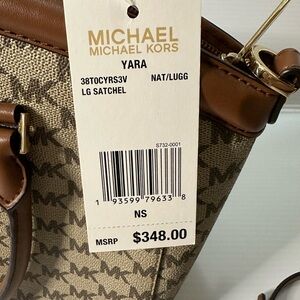 MICHAEL
MICHAEL KORS
YARA
38T0CYRS3V NAT/LUGG
LG SATCHEL
S732-0001
1 93599 79633 8
NS
MSRP $348.00